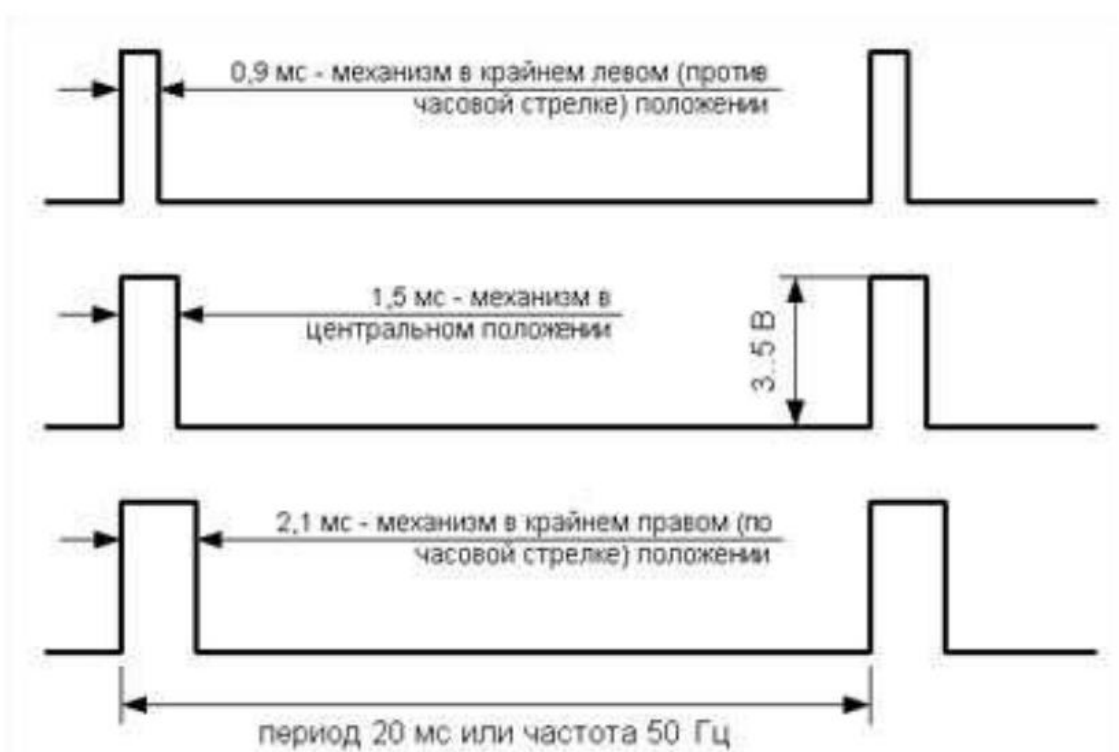 0,9 мс - механизм в крайнем левом (против
часовой стрелке) положении
1,5 мс - механизм в
центральном положении
3..5 В
2,1 мс - механизм в крайнем правом (по
часовой стрелке) положении
период 20 мс или частота 50 Гц